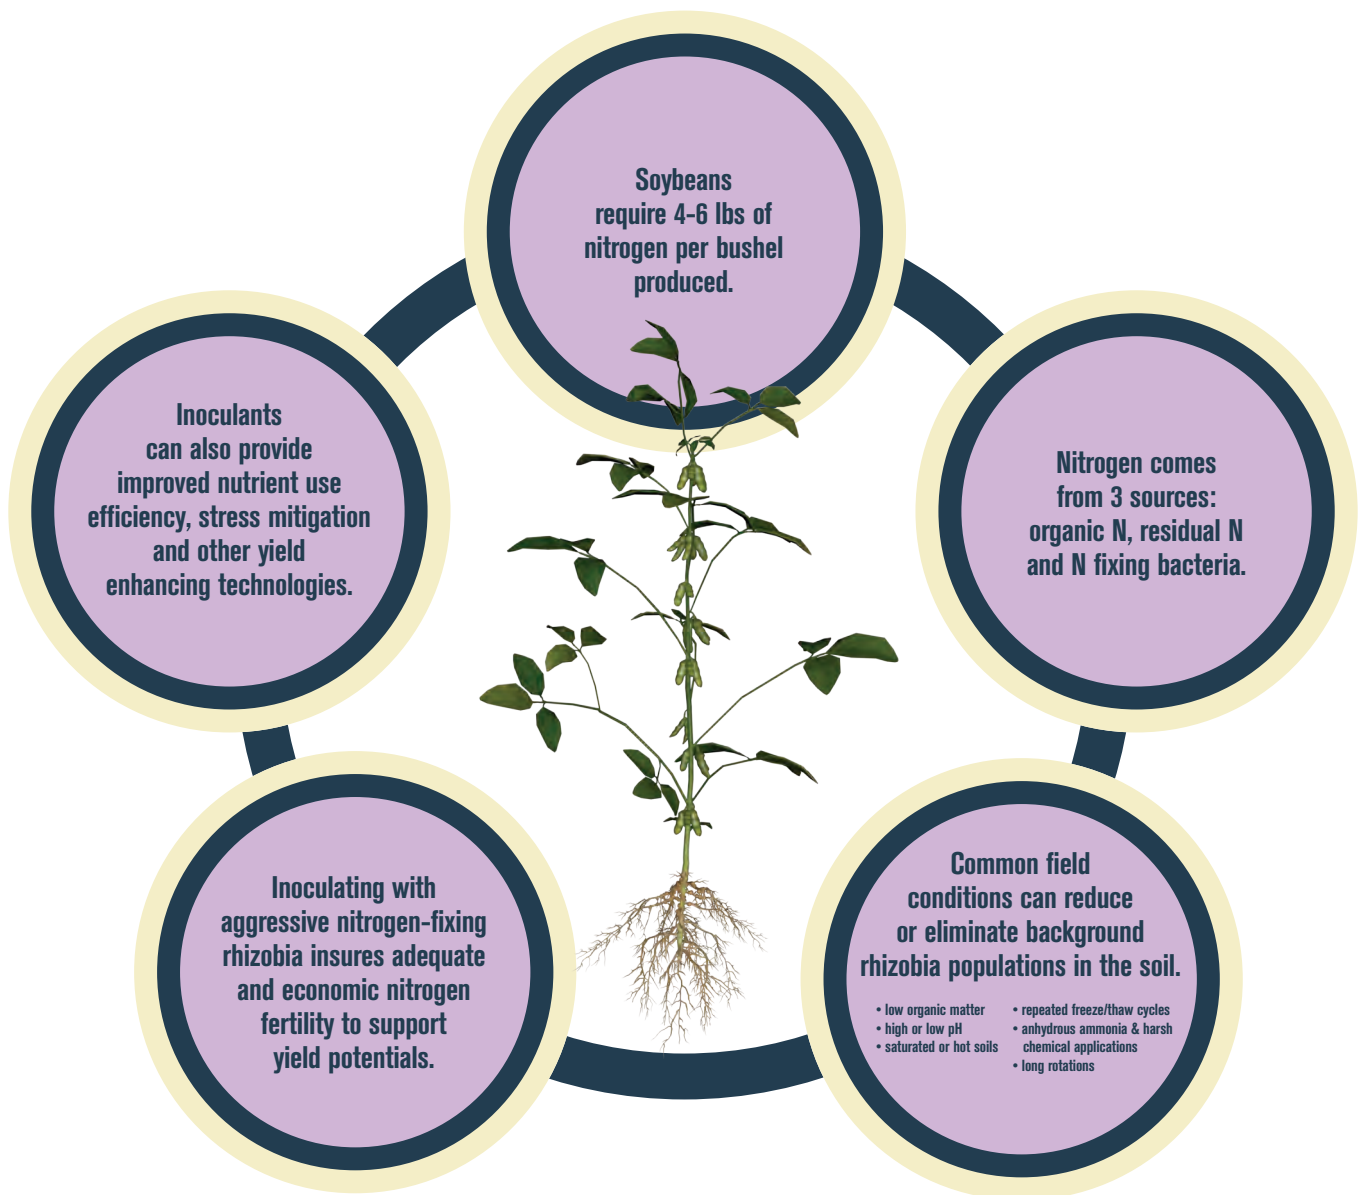 Soybeans
require 4-6 lbs of
nitrogen per bushel
produced.
Nitrogen comes
from 3 sources:
organic N, residual N
and N fixing bacteria.
Common field
conditions can reduce
or eliminate background
rhizobia populations in the soil.
• low organic matter
• high or low pH
• saturated or hot soils
• repeated freeze/thaw cycles
• anhydrous ammonia & harsh
chemical applications
• long rotations
Inoculating with
aggressive nitrogen-fixing
rhizobia insures adequate
and economic nitrogen
fertility to support
yield potentials.
Inoculants
can also provide
improved nutrient use
efficiency, stress mitigation
and other yield
enhancing technologies.